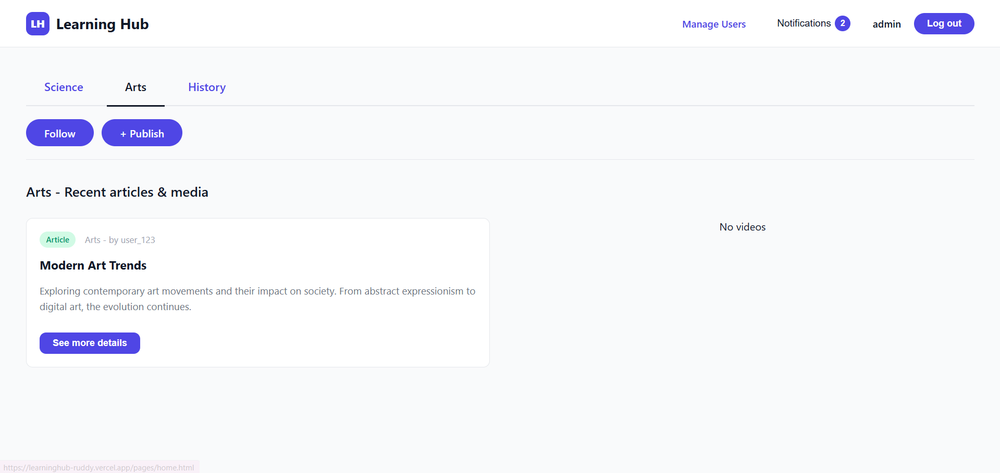 LH Learning Hub Manage Users Notifications 2 admin Log out
Science Arts History
Follow + Publish
Arts - Recent articles & media
Article Arts - by user_123
No videos
Modern Art Trends
Exploring contemporary art movements and their impact on society. From abstract expressionism to
digital art, the evolution continues.
See more details
https://learninghub-ruddy.vercel.app/pages/home.html